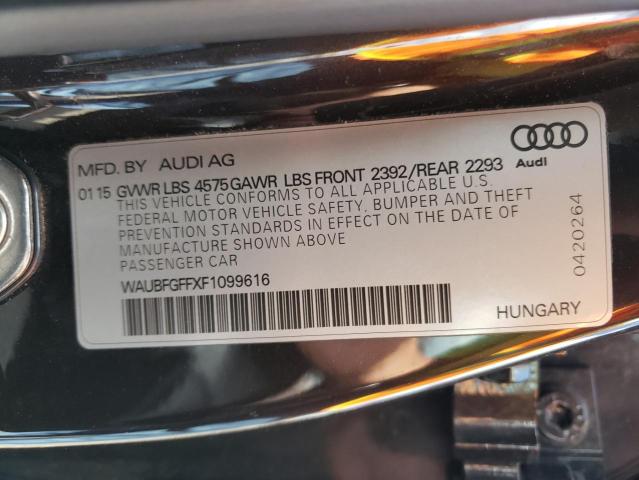 MFD. BY AUDI AG
01 15 GVWR LBS 4575 GAWR LBS FRONT 2392/REAR 2293
Audi
THIS VEHICLE CONFORMS TO ALL APPLICABLE U.S.
FEDERAL MOTOR VEHICLE SAFETY, BUMPER AND THEFT
PREVENTION STANDARDS IN EFFECT ON THE DATE OF
MANUFACTURE SHOWN ABOVE
PASSENGER CAR
WAUBFGFFXF1099616
HUNGARY
0420264